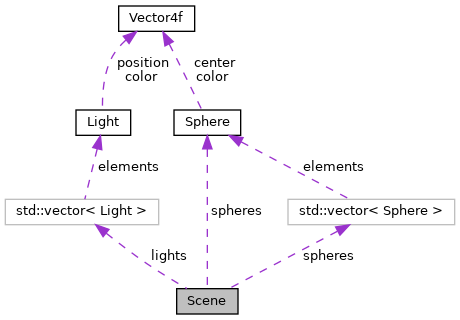 Vector4f
position
color
center
color
Light
Sphere
elements
elements
std::vector< Light >
spheres
std::vector< Sphere >
lights
spheres
Scene